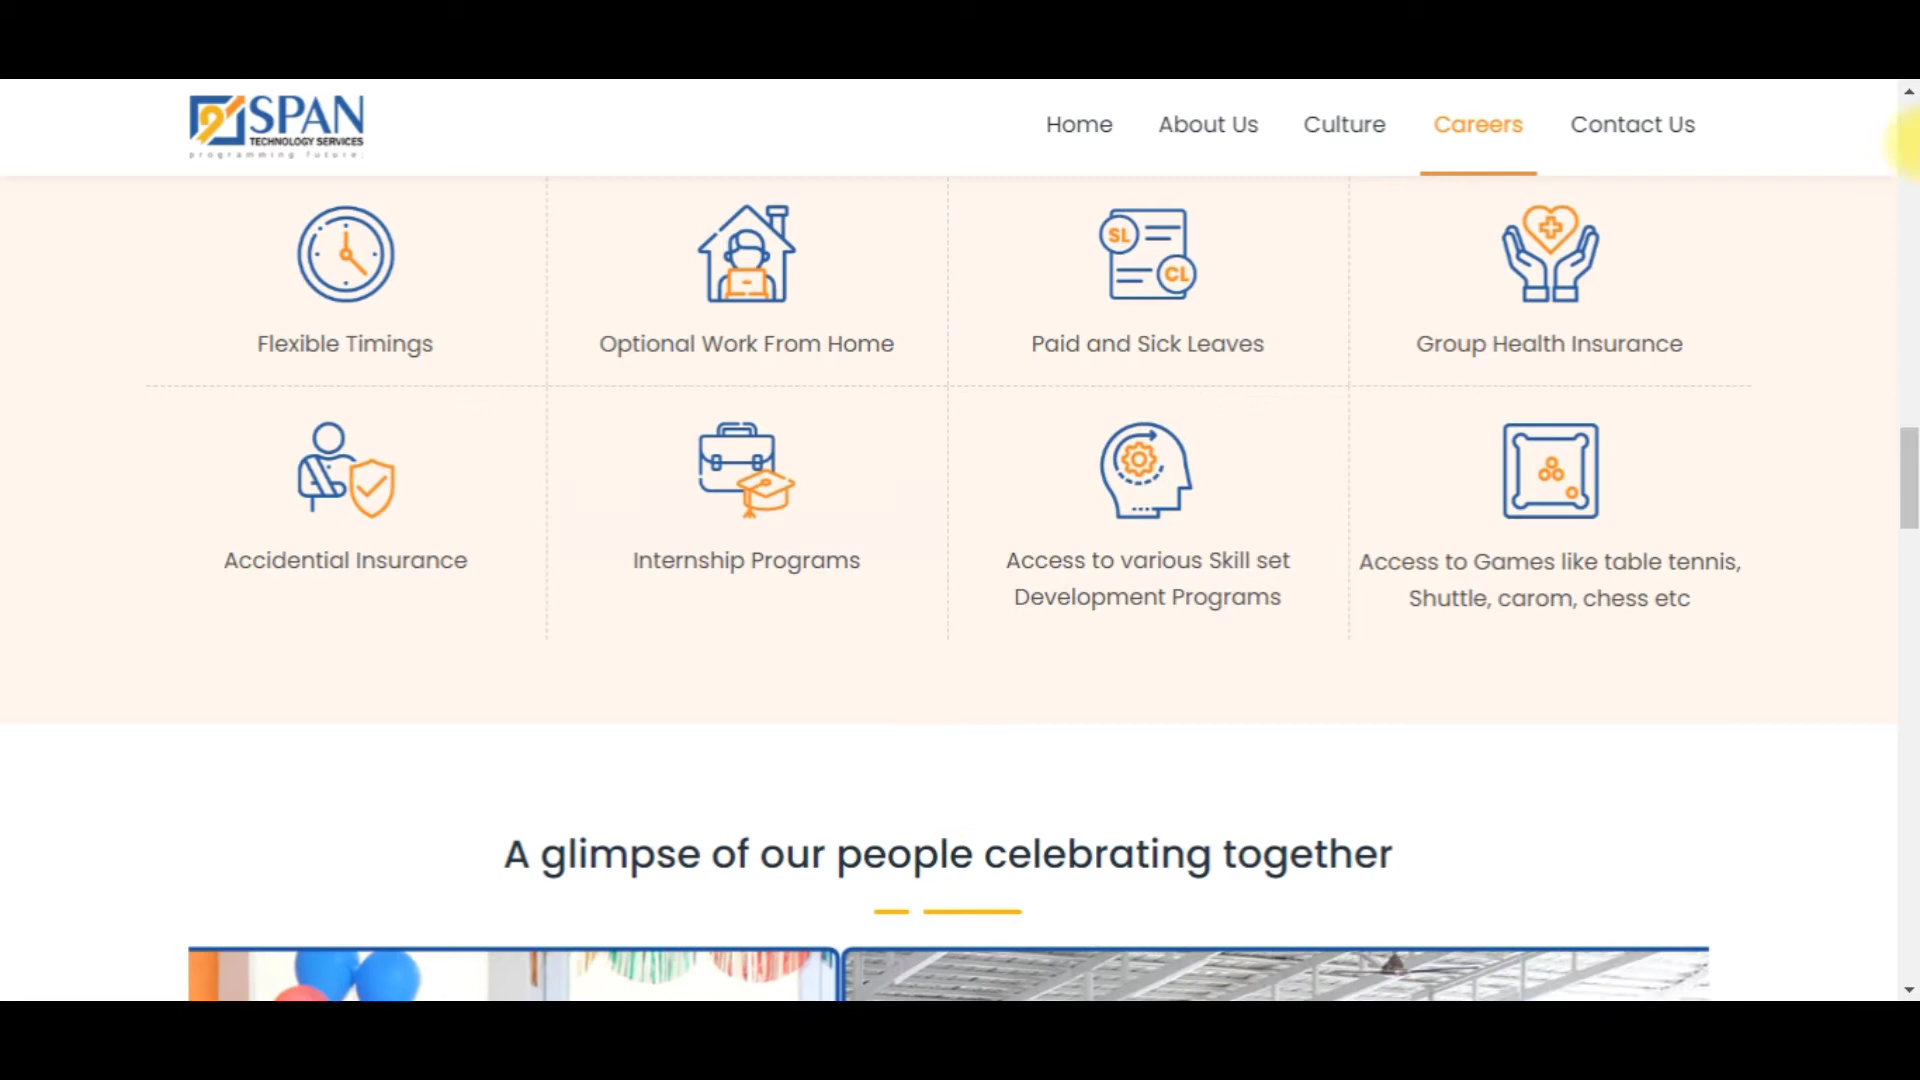 SPAN
TECHNOLOGY SERVICES
programming future:
Home
About Us
Culture
Careers
Contact Us
SL
CL
Flexible Timings
Optional Work From Home
Paid and Sick Leaves
Group Health Insurance
Accidential Insurance
Internship Programs
Access to various Skill set
Development Programs
Access to Games like table tennis,
Shuttle, carom, chess etc
A glimpse of our people celebrating together